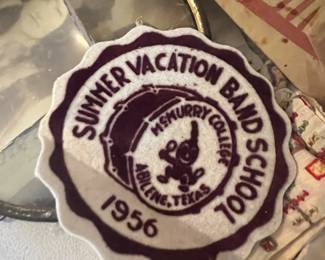 SUMMER VACATION BAND SCHOOL
McMURRY COLLEGE
ABILENE, TEXAS
1956